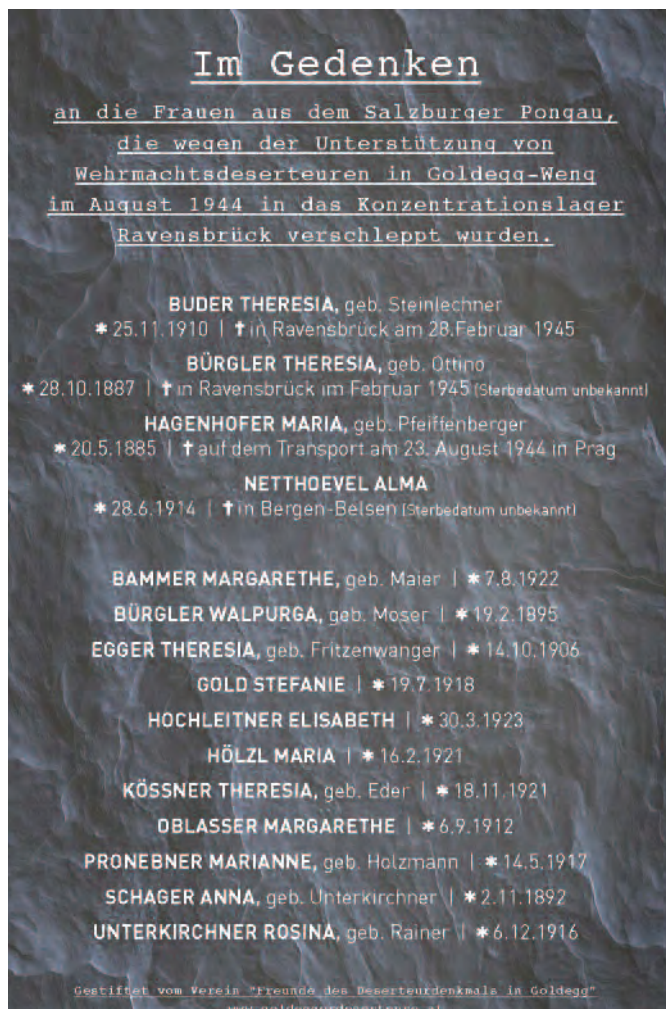 Im Gedenken
an die Frauen aus dem Salzburger Pongau,
die wegen der Unterstützung von
Wehrmachtsdeserteuren in Goldegg-Weng
im August 1944 in das Konzentrationslager
Ravensbrück verschleppt wurden.
BUDER THERESIA, geb. Steinlechner
* 25.11.1910 | † in Ravensbrück am 28.Februar 1945
BÜRGLER THERESIA, geb. Ottino
* 28.10.1887 | † in Ravensbrück im Februar 1945 (Sterbedatum unbekannt)
HAGENHOFER MARIA, geb. Pfeiffenberger
* 20.5.1885 | † auf dem Transport am 23. August 1944 in Prag
NETTHOEVEL ALMA
* 28.6.1914 | † in Bergen-Belsen (Sterbedatum unbekannt)
BAMMER MARGARETHE, geb. Maier | * 7.8.1922
BÜRGLER WALPURGA, geb. Moser | * 19.2.1895
EGGER THERESIA, geb. Fritzenwanger | * 14.10.1906
GOLD STEFANIE | * 19.7.1918
HOCHLEITNER ELISABETH | * 30.3.1923
HÖLZL MARIA | * 16.2.1921
KÖSSNER THERESIA, geb. Eder | * 18.11.1921
OBLASSER MARGARETHE | * 6.9.1912
PRONEBNER MARIANNE, geb. Holzmann | * 14.5.1917
SCHAGER ANNA, geb. Unterkirchner | * 2.11.1892
UNTERKIRCHNER ROSINA, geb. Rainer | * 6.12.1916
Gestiftet vom Verein "Freunde des Deserteurdenkmals in Goldegg"